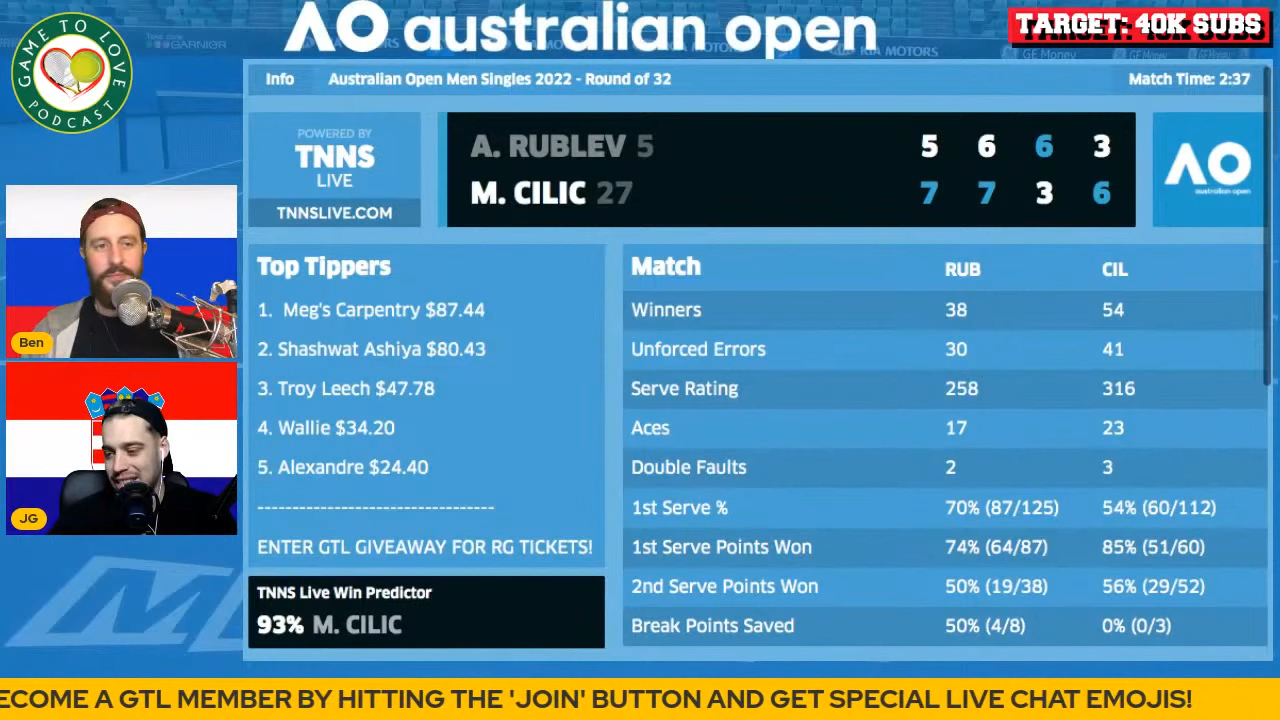 GAME TO LOVE
PODCAST
AO australian open
TARGET: 40K SUBS
Info
Australian Open Men Singles 2022 - Round of 32
Match Time: 2:37
POWERED BY
TNNS
LIVE
TNNSLIVE.COM
A. RUBLEV 5 5 6 6 3
M. CILIC 27 7 7 3 6
AO
australian open
Ben
JG
Top Tippers
1. Meg's Carpentry $87.44
2. Shashwat Ashiya $80.43
3. Troy Leech $47.78
4. Wallie $34.20
5. Alexandre $24.40
----------------------------------
ENTER GTL GIVEAWAY FOR RG TICKETS!
TNNS Live Win Predictor
93% M. CILIC
Match RUB CIL
Winners 38 54
Unforced Errors 30 41
Serve Rating 258 316
Aces 17 23
Double Faults 2 3
1st Serve % 70% (87/125) 54% (60/112)
1st Serve Points Won 74% (64/87) 85% (51/60)
2nd Serve Points Won 50% (19/38) 56% (29/52)
Break Points Saved 50% (4/8) 0% (0/3)
ECOME A GTL MEMBER BY HITTING THE 'JOIN' BUTTON AND GET SPECIAL LIVE CHAT EMOJIS!
GARNIER
KIA MOTORS
GE Money